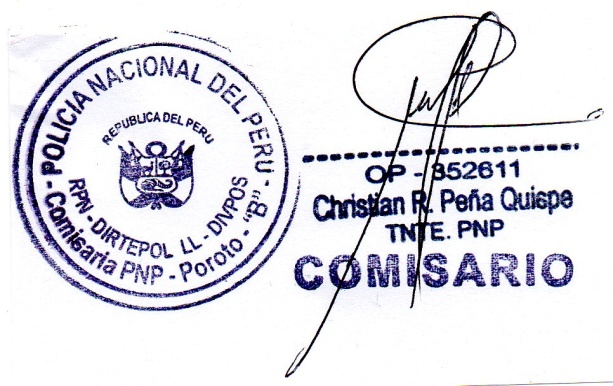 POLICIA NACIONAL DEL PERU - "B"
REPUBLICA DEL PERU
RPN - DIRTEPOL LL - DIVPOS
Comisaria PNP - Poroto -
OP - 352611
Christian R. Peña Quispe
TNTE. PNP
COMISARIO